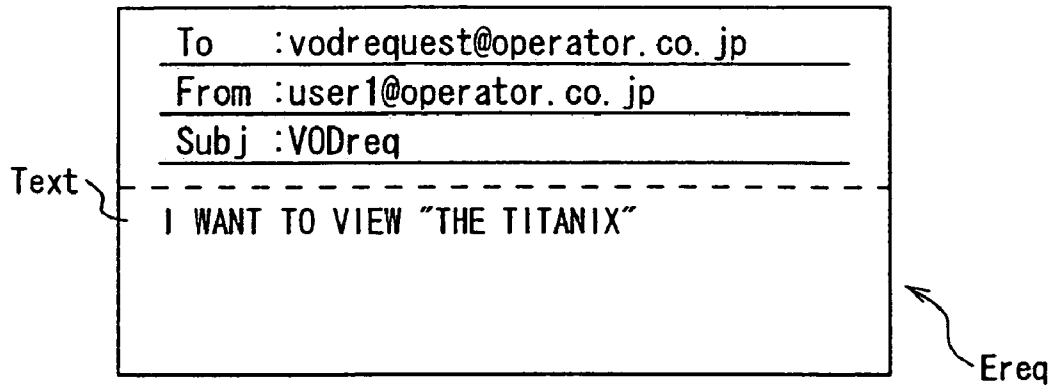 To :vodrequest@operator.co.jp
From :user1@operator.co.jp
Subj :VODreq
Text
I WANT TO VIEW "THE TITANIX"
Ereq